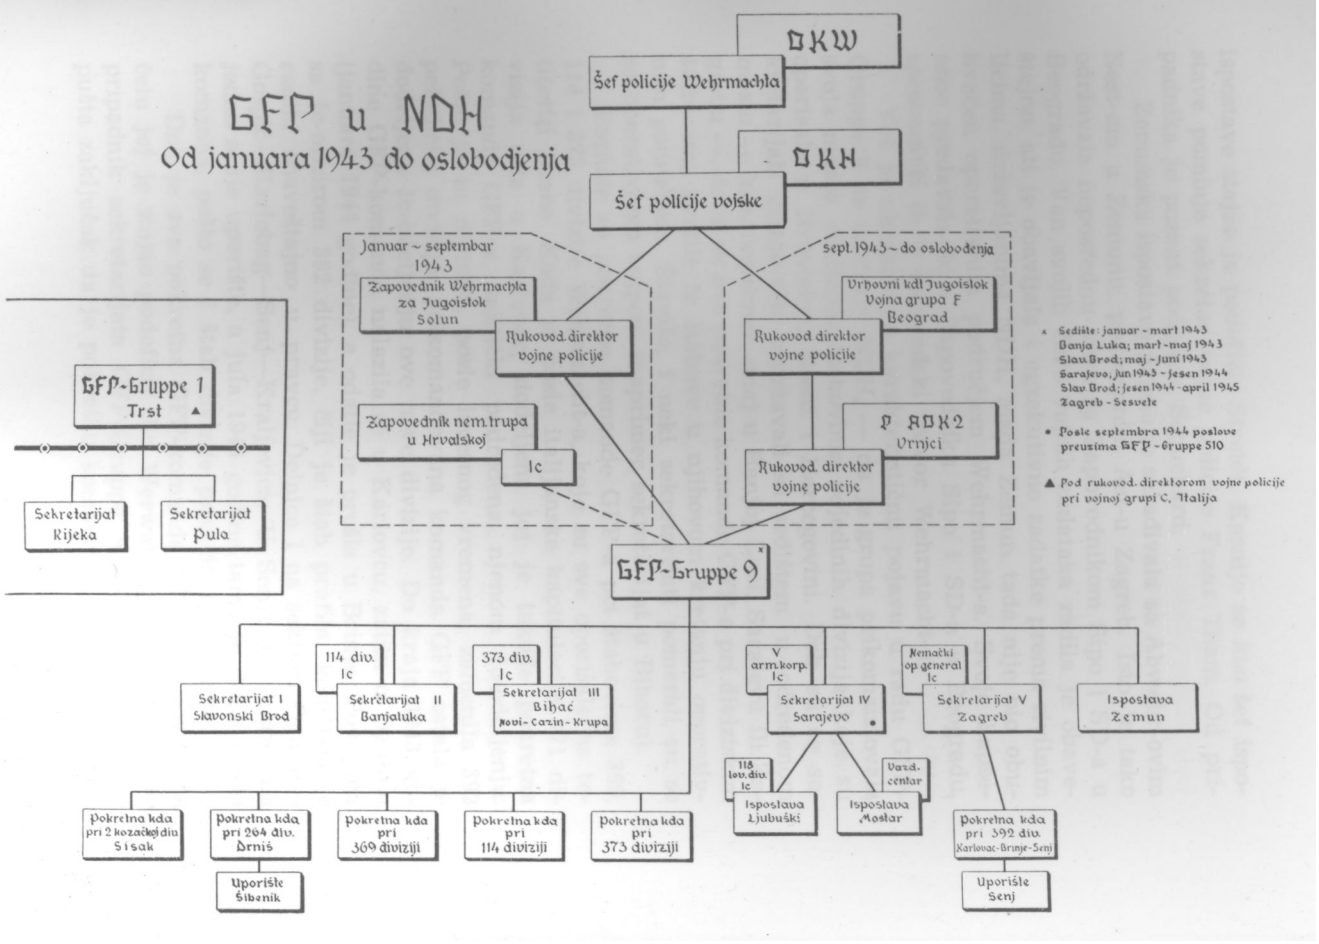 GFP u NDH
Od januara 1943 do oslobodjenja
OKW
Šef policije Wehrmachta
OKH
Šef policije vojske
Januar - septembar
1943
Zapovednik Wehrmachta
za Jugoistok
Solun
Rukovod. direktor
vojne policije
Zapovednik nem. trupa
u Hrvatskoj
Ic
sept. 1943 - do oslobođenja
Vrhovni kdt Jugoistok
Vojna grupa F
Beograd
Rukovod. direktor
vojne policije
P AOK2
Vrnjci
Rukovod. direktor
vojne policije
x Sedište: januar - mart 1943
Banja Luka; mart - maj 1943
Slav Brod; maj - juni 1943
Sarajevo; jun 1943 - jesen 1944
Slav Brod; jesen 1944 - april 1945
Zagreb - Sesvete
• Posle septembra 1944 poslove
preuzima GFP - Gruppe 510
▲ Pod rukovod. direktorom vojne policije
pri vojnoj grupi C, Italija
GFP-Gruppe 1
Trst ▲
Sekretarijat
Rijeka
Sekretarijat
Pula
GFP-Gruppe 9 x
Sekretarijat I
Slavonski Brod
114 div.
Ic
Sekretarijat II
Banjaluka
373 div.
Ic
Sekretarijat III
Bihać
Novi-Cazin-Krupa
V
arm. korp.
Ic
Sekretarijat IV
Sarajevo •
Nemački
op general
Ic
Sekretarijat V
Zagreb
Ispostava
Zemun
118
lov. div.
Ic
Ispostava
Ljubuški
Vazd.
centar
Ispostava
Mostar
Pokretna kda
pri 2 kozačkoj div
Sisak
Pokretna kda
pri 264 div.
Drniš
Uporište
Šibenik
Pokretna kda
pri
369 diviziji
Pokretna kda
pri
114 diviziji
Pokretna kda
pri
373 diviziji
Pokretna kda
pri 392 div.
Karlovac-Brinje-Senj
Uporište
Senj